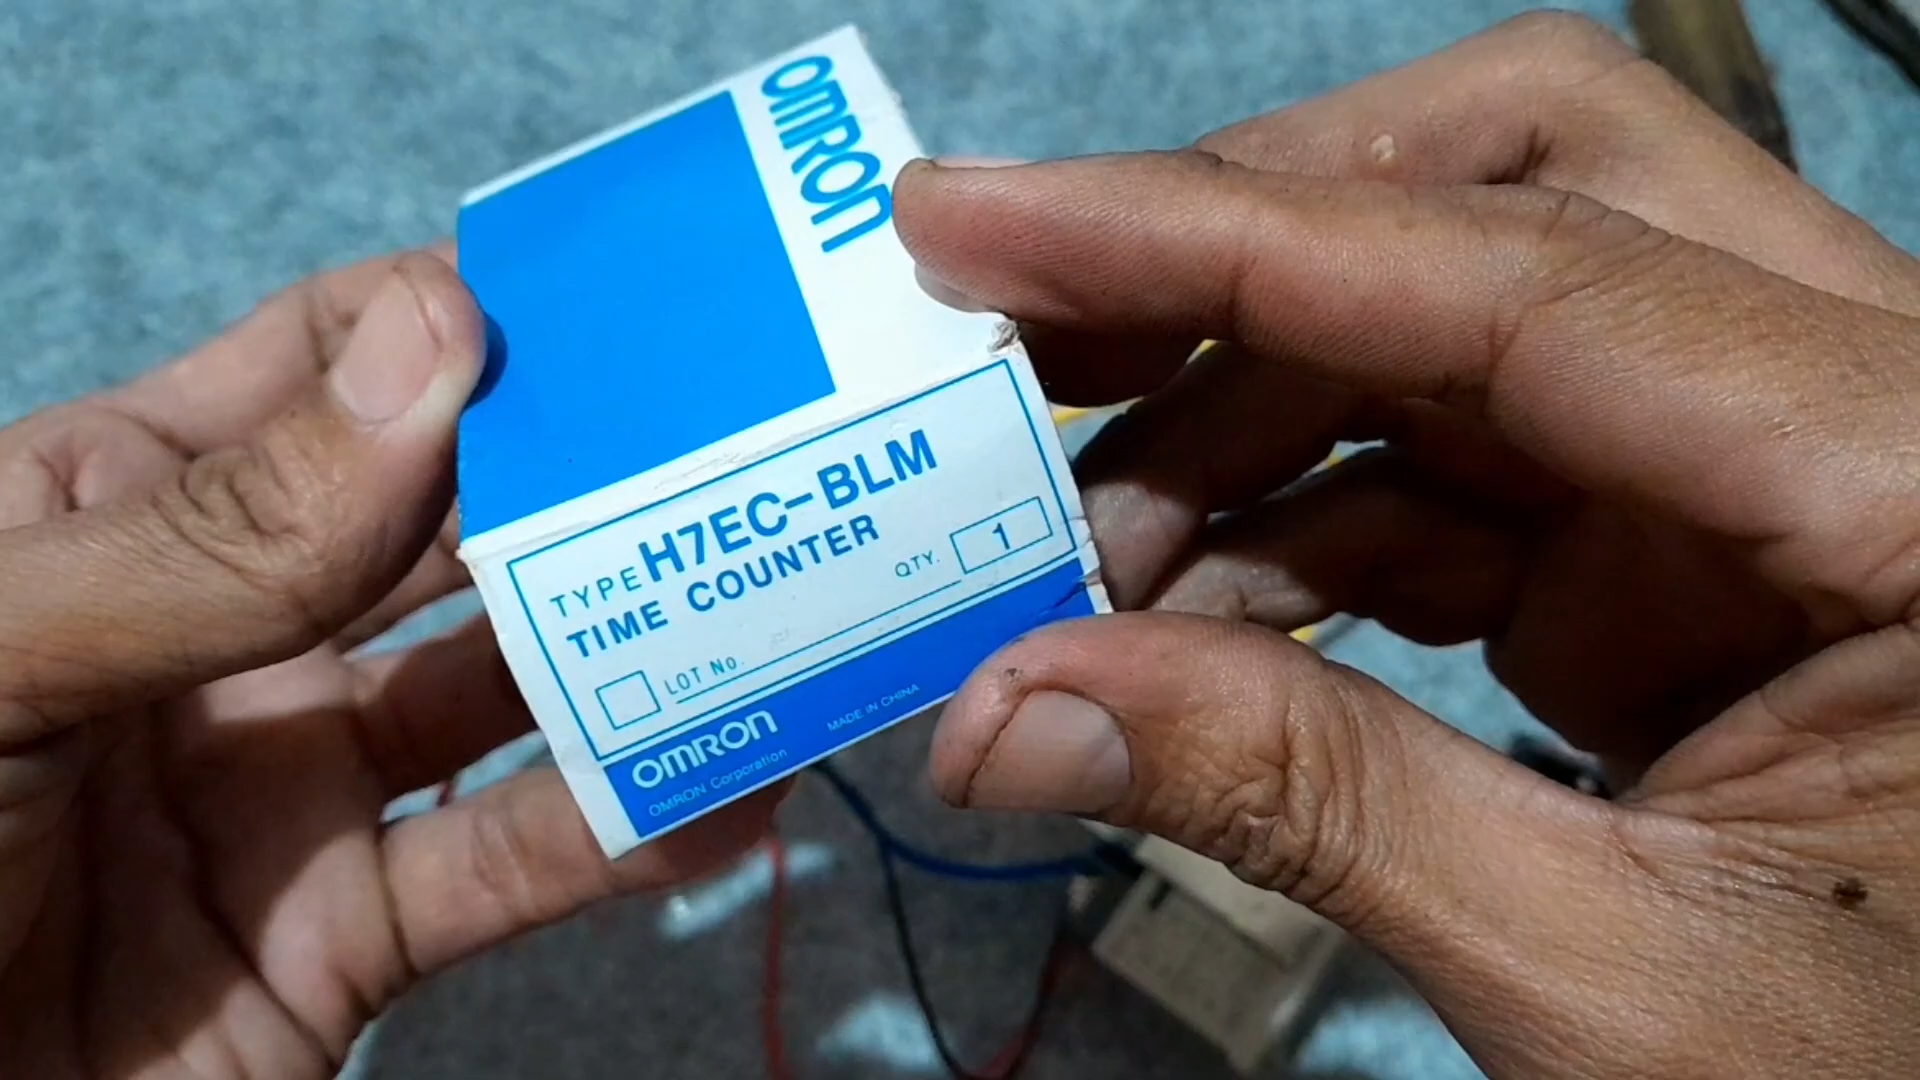 OMRON
TYPE H7EC-BLM
TIME COUNTER
QTY. 1
LOT No.
OMRON
MADE IN CHINA
OMRON Corporation